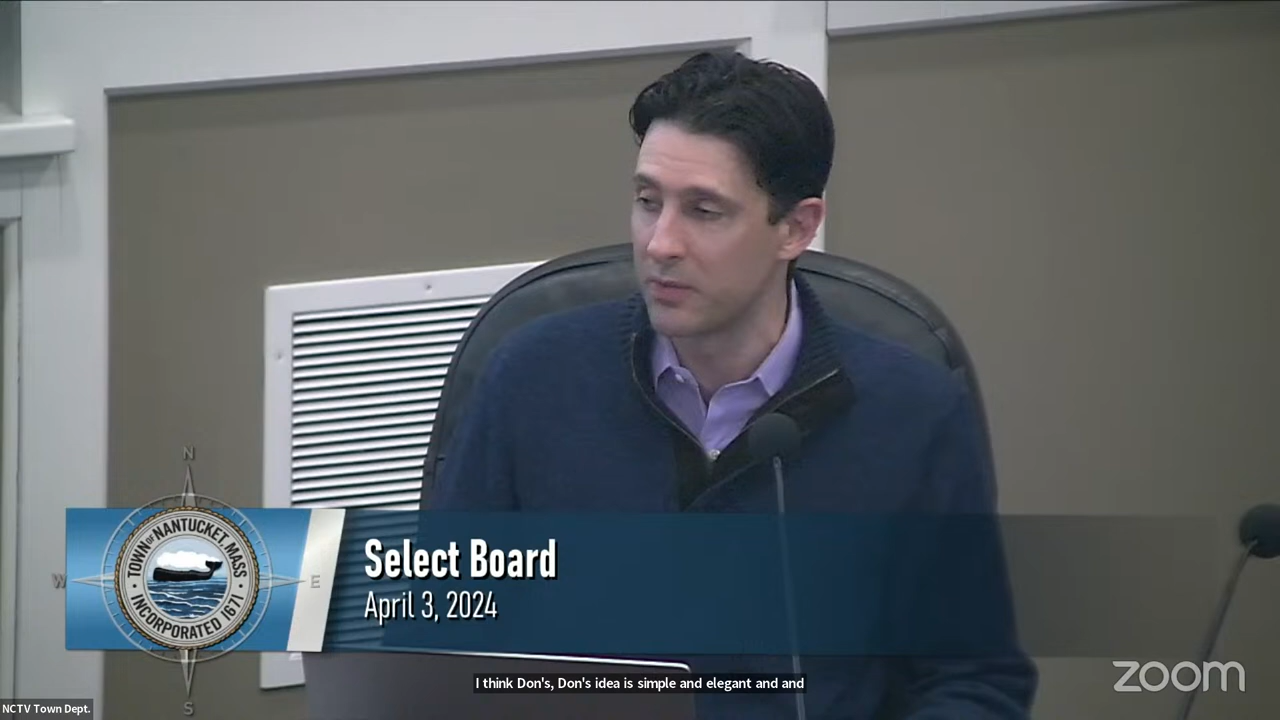 N
W
E
S
TOWN OF NANTUCKET, MASS
INCORPORATED 1671
Select Board
April 3, 2024
I think Don's, Don's idea is simple and elegant and and
NCTV Town Dept.
zoom